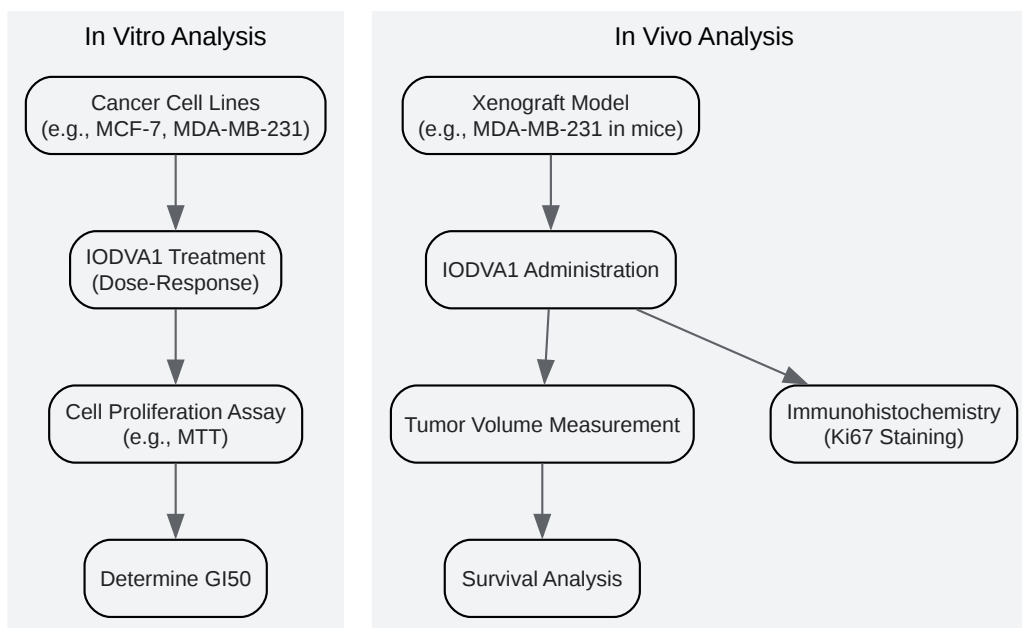 In Vitro Analysis
Cancer Cell Lines
(e.g., MCF-7, MDA-MB-231)
IODVA1 Treatment
(Dose-Response)
Cell Proliferation Assay
(e.g., MTT)
Determine GI50
In Vivo Analysis
Xenograft Model
(e.g., MDA-MB-231 in mice)
IODVA1 Administration
Tumor Volume Measurement
Immunohistochemistry
(Ki67 Staining)
Survival Analysis